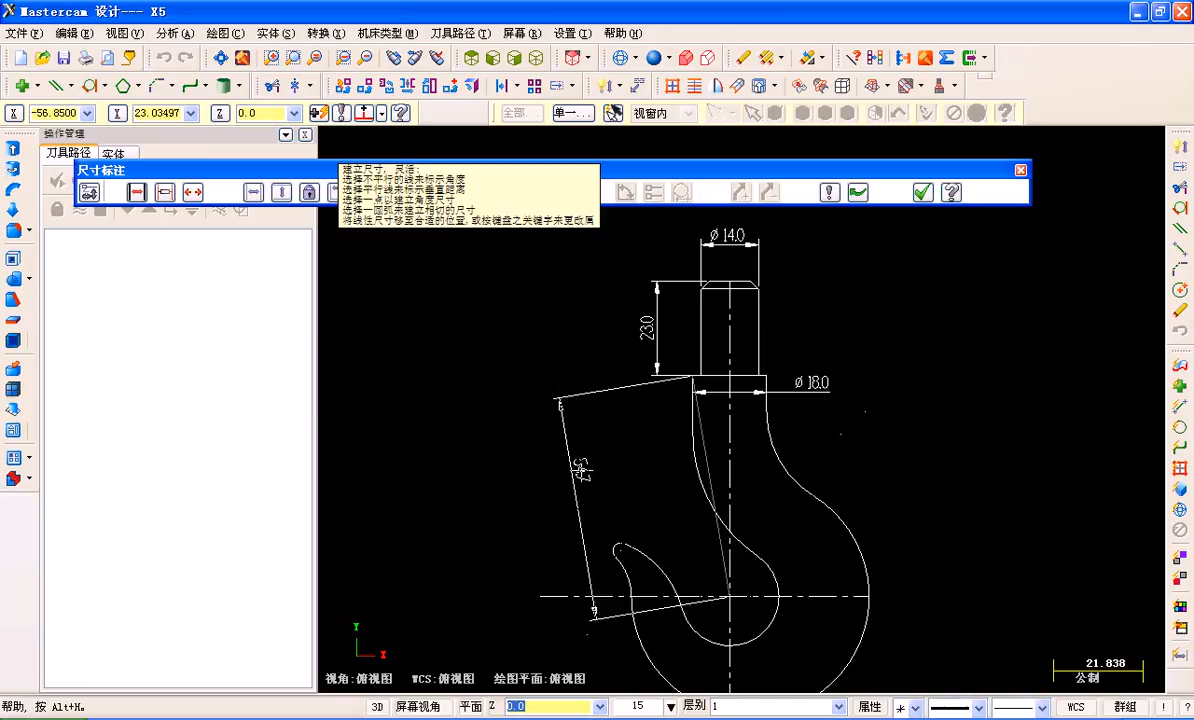 Mastercam 设计--- X5
文件(F) 编辑(E) 视图(V) 分析(A) 绘图(C) 实体(S) 转换(X) 机床类型(M) 刀具路径(T) 屏幕(R) 设置(I) 帮助(H)
X -56.8500 Y 23.03497 Z 0.0 全部... 单一... 视窗内
操作管理
刀具路径 实体
尺寸标注
建立尺寸, 灵活:
选择不平行的线来标示角度
选择平行线来标示垂直距离
选择一点以建立角度尺寸
选择一圆弧来建立相切的尺寸
将线性尺寸移至合适的位置,或按键盘之关键字来更改属
Ø 14.0
23.0
Ø 18.0
Y
X
21.838
公制
视角:俯视图 WCS:俯视图 绘图平面:俯视图
帮助, 按 Alt+H。 3D 屏幕视角 平面 Z 0.0 15 层别 1 属性 WCS 群组 ! ?